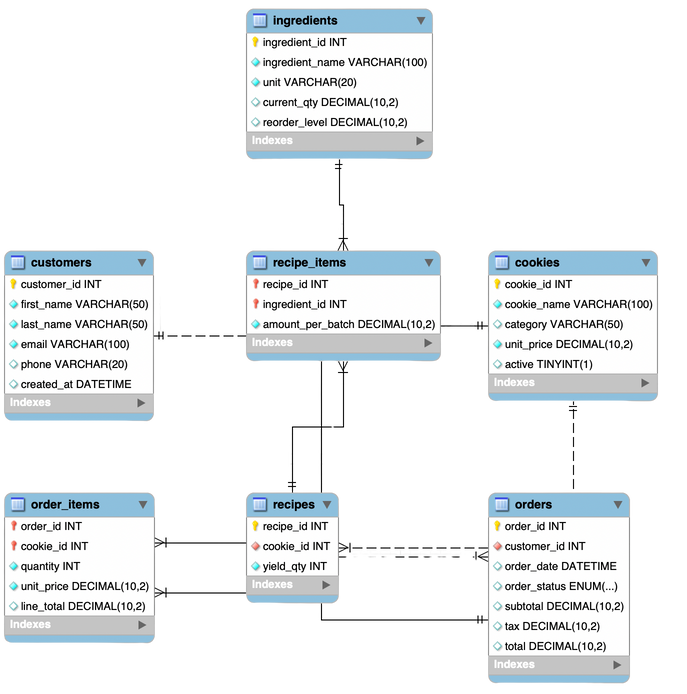 ingredients
ingredient_id INT
ingredient_name VARCHAR(100)
unit VARCHAR(20)
current_qty DECIMAL(10,2)
reorder_level DECIMAL(10,2)
Indexes
customers
customer_id INT
first_name VARCHAR(50)
last_name VARCHAR(50)
email VARCHAR(100)
phone VARCHAR(20)
created_at DATETIME
Indexes
recipe_items
recipe_id INT
ingredient_id INT
amount_per_batch DECIMAL(10,2)
Indexes
cookies
cookie_id INT
cookie_name VARCHAR(100)
category VARCHAR(50)
unit_price DECIMAL(10,2)
active TINYINT(1)
Indexes
order_items
order_id INT
cookie_id INT
quantity INT
unit_price DECIMAL(10,2)
line_total DECIMAL(10,2)
Indexes
recipes
recipe_id INT
cookie_id INT
yield_qty INT
Indexes
orders
order_id INT
customer_id INT
order_date DATETIME
order_status ENUM(...)
subtotal DECIMAL(10,2)
tax DECIMAL(10,2)
total DECIMAL(10,2)
Indexes